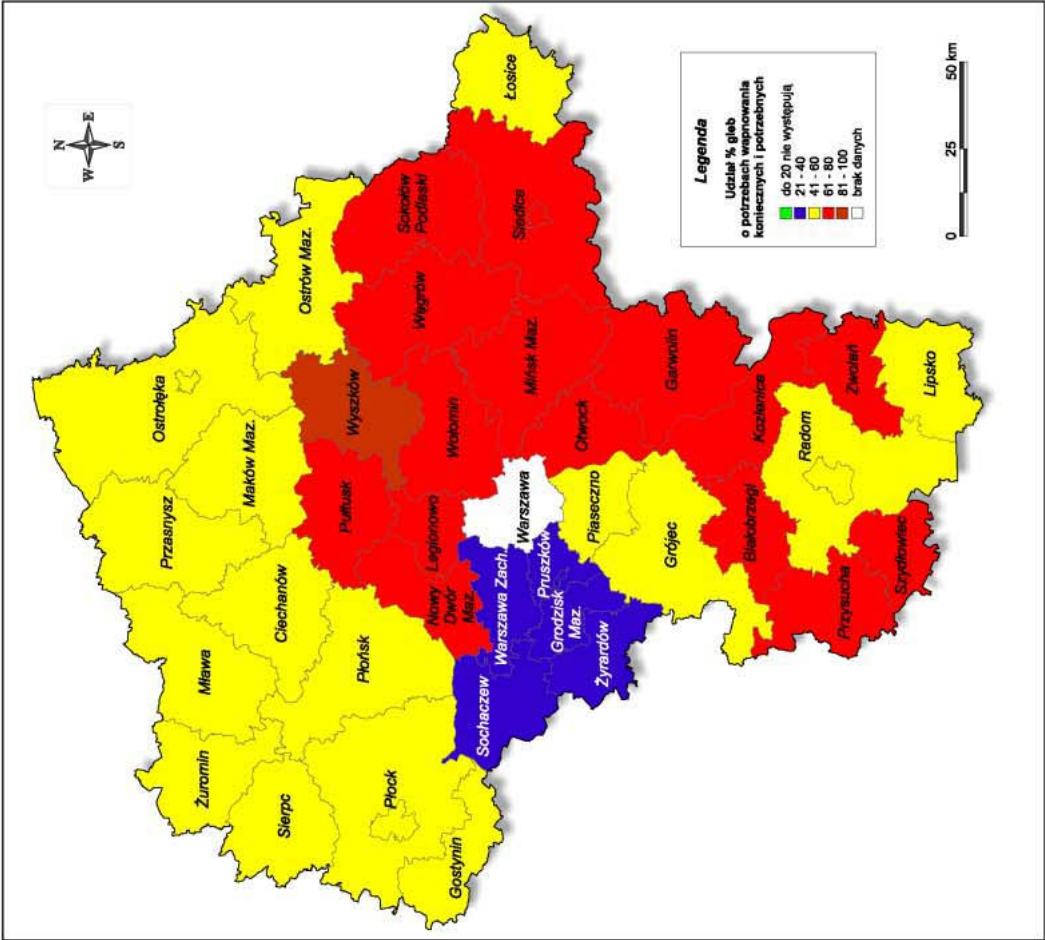 N
W E
S
Łosice
Sokołów
Podlaski
Siedlce
Ostrów Maz.
Węgrów
Mińsk Maz.
Garwolin
Ostrołęka
Wyszków
Wołomin
Otwock
Kozienice
Zwoleń
Lipsko
Maków Maz.
Przasnysz
Pułtusk
Legionowo
Warszawa
Piaseczno
Grójec
Białobrzegi
Radom
Szydłowiec
Przysucha
Ciechanów
Mława
Płońsk
Nowy
Dwór
Maz.
Warszawa Zach.
Pruszków
Grodzisk
Maz.
Żyrardów
Sochaczew
Żuromin
Sierpc
Płock
Gostynin
Legenda
Udział % gleb
o potrzebach wapnowania
koniecznych i potrzebnych
do 20 nie występują
21 - 40
41 - 60
61 - 80
81 - 100
brak danych
0 25 50 km